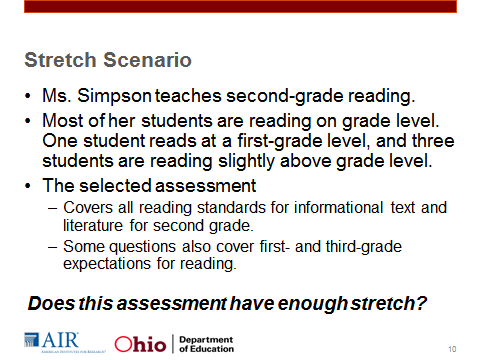 Stretch Scenario
• Ms. Simpson teaches second-grade reading.
• Most of her students are reading on grade level.
One student reads at a first-grade level, and three
students are reading slightly above grade level.
• The selected assessment
– Covers all reading standards for informational text and
literature for second grade.
– Some questions also cover first- and third-grade
expectations for reading.
Does this assessment have enough stretch?
AIR
AMERICAN INSTITUTES FOR RESEARCH
Ohio
Department
of Education
10